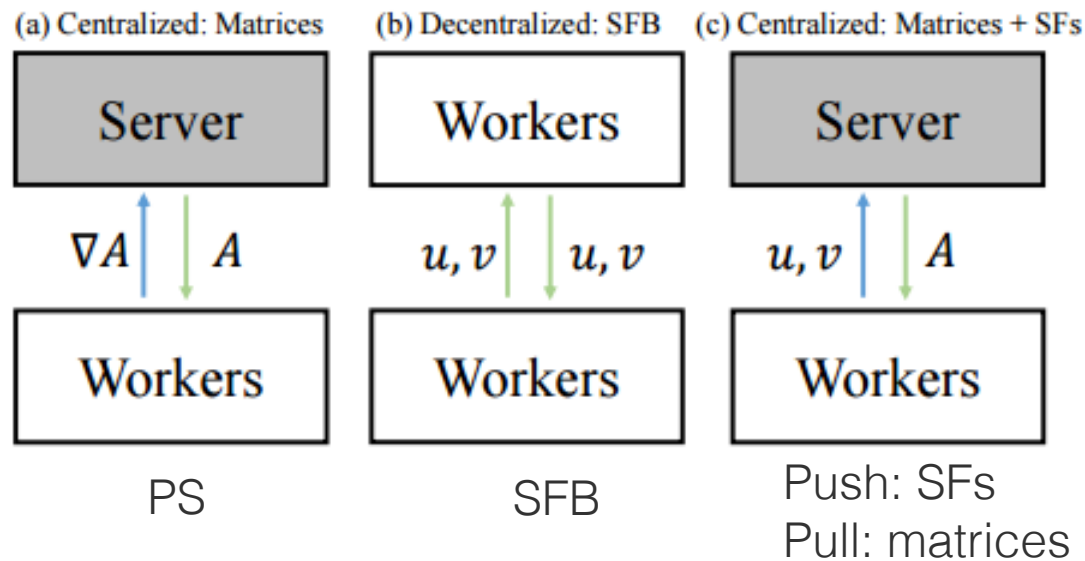 (a) Centralized: Matrices
Server
∇A
A
Workers
PS
(b) Decentralized: SFB
Workers
u, v
u, v
Workers
SFB
(c) Centralized: Matrices + SFs
Server
u, v
A
Workers
Push: SFs
Pull: matrices